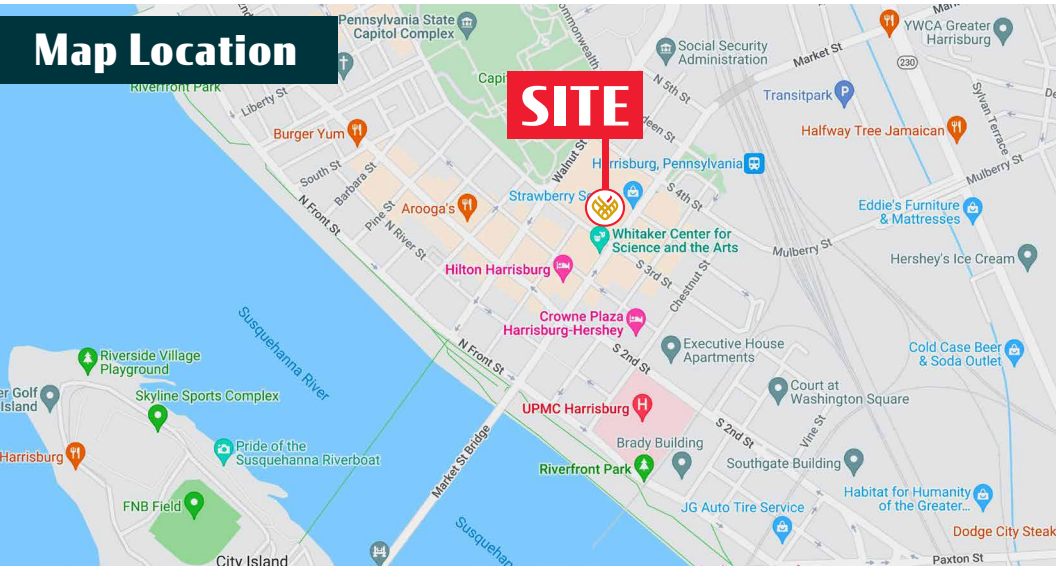 Map Location
SITE
Pennsylvania State
Capitol Complex
Social Security
Administration
YWCA Greater
Harrisburg
Market St
230
Riverfront Park
Liberty St
N 5th St
Transitpark
P
Sylvan Terrace
Burger Yum
Halfway Tree Jamaican
Walnut St
South St
Barbara St
Harrisburg, Pennsylvania
Mulberry St
N Front St
Pine St
Arooga's
Strawberry
S 4th St
Eddie's Furniture
& Mattresses
N River St
Whitaker Center for
Science and the Arts
Mulberry St
Hilton Harrisburg
S 3rd St
Chestnut St
Hershey's Ice Cream
Susquehanna River
Crowne Plaza
Harrisburg-Hershey
N Front St
S 2nd St
Executive House
Apartments
Cold Case Beer
& Soda Outlet
Riverside Village
Playground
Skyline Sports Complex
Golf
Island
Court at
Washington Square
UPMC Harrisburg
H
S 2nd St
Vine St
Harrisburg
Pride of the
Susquehanna Riverboat
Market St Bridge
Brady Building
Riverfront Park
Southgate Building
FNB Field
JG Auto Tire Service
Habitat for Humanity
of the Greater...
Dodge City Steak
City Island
Paxton St